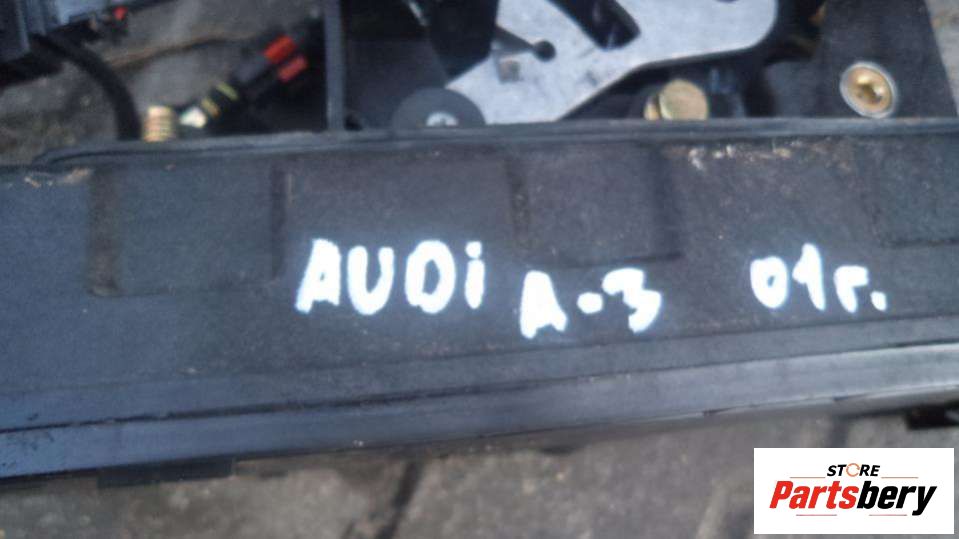 AUDi A-3 01г.
STORE
Partsbery